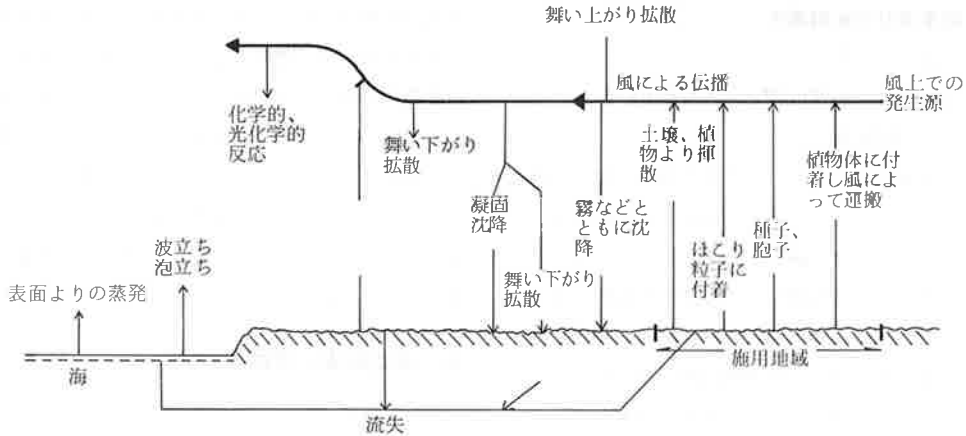 舞い上がり拡散
風による伝播
風上での
発生源
化学的、
光化学的
反応
舞い下がり
拡散
土壌、植
物より揮
散
植物体に付
着し風によ
って運搬
凝固
沈降
霧などと
ともに沈
降
種子、
胞子
ほこり
粒子に
付着
波立ち
泡立ち
舞い下がり
拡散
表面よりの蒸発
海
施用地域
流失